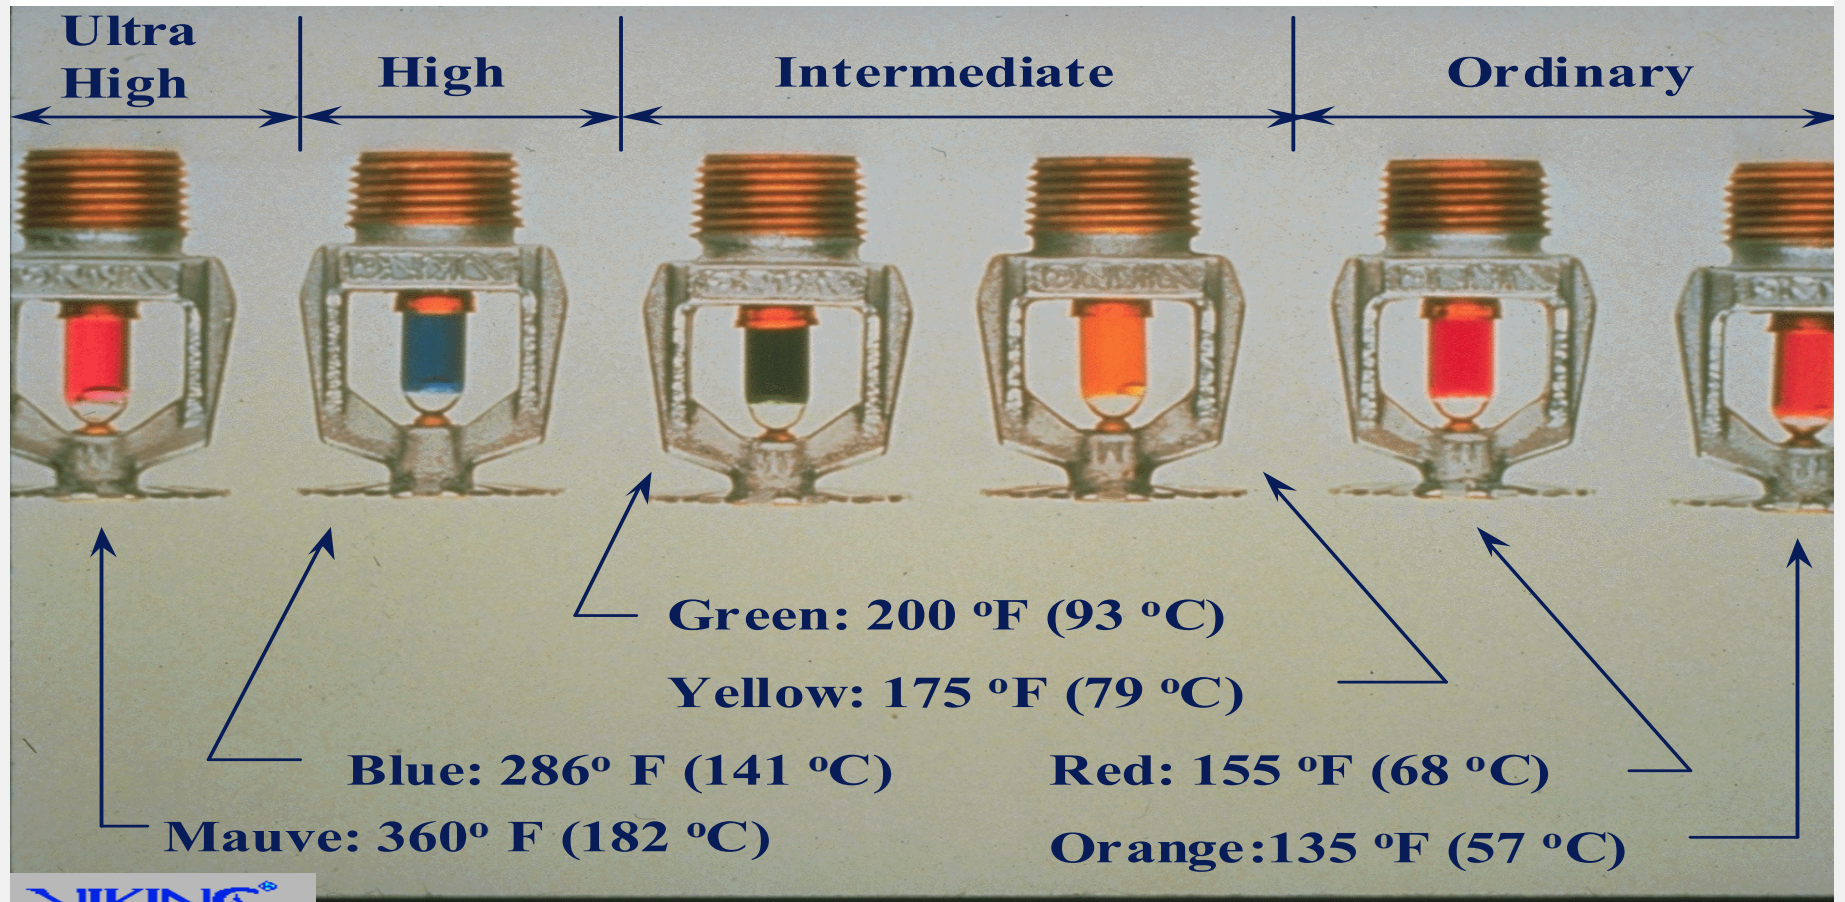 Ultra
High
High
Intermediate
Ordinary
Green: 200 ºF (93 ºC)
Yellow: 175 ºF (79 ºC)
Blue: 286º F (141 ºC)
Red: 155 ºF (68 ºC)
Mauve: 360º F (182 ºC)
Orange:135 ºF (57 ºC)
VIKING®